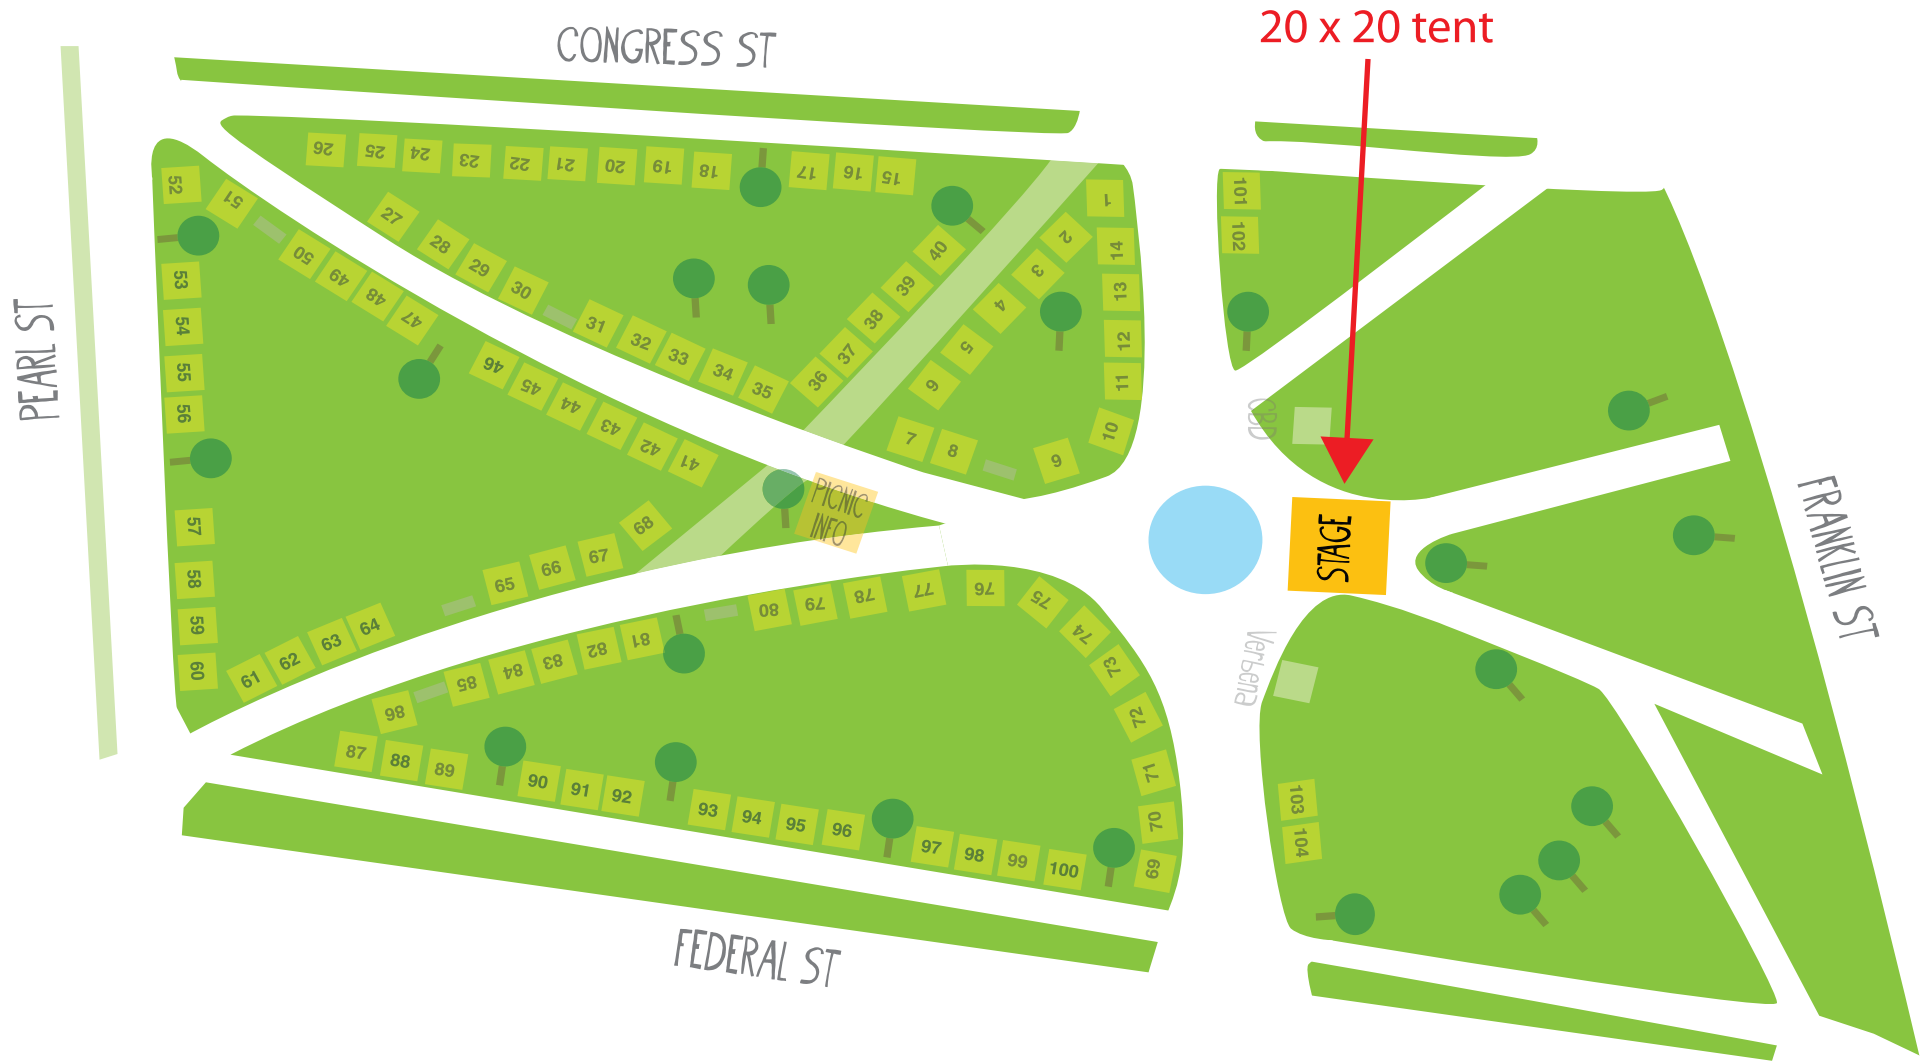 20 x 20 tent
CONGRESS ST
PEARL ST
FRANKLIN ST
FEDERAL ST
26 25 24 23 22 21 20 19 18 17 16 15
27 28 29 30 31 32 33 34 35
36 37 38 39 40
1 2 3 4 5 6 7 8 9 10 11 12 13 14
101
102
52 51 50 49 48 47 46 45 44 43 42 41
53
54
55
56
57
58
59
60
61 62 63 64 65 66 67 68
PICNIC
INFO
CBD
STAGE
Verbena
86 85 84 83 82 81 80 79 78 77 76 75 74 73 72 71 70 69
87 88 89 90 91 92 93 94 95 96 97 98 99 100
103
104